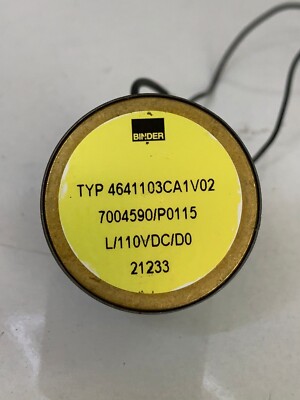 BINDER
TYP 4641103CA1V02
7004590/P0115
L/110VDC/D0
21233